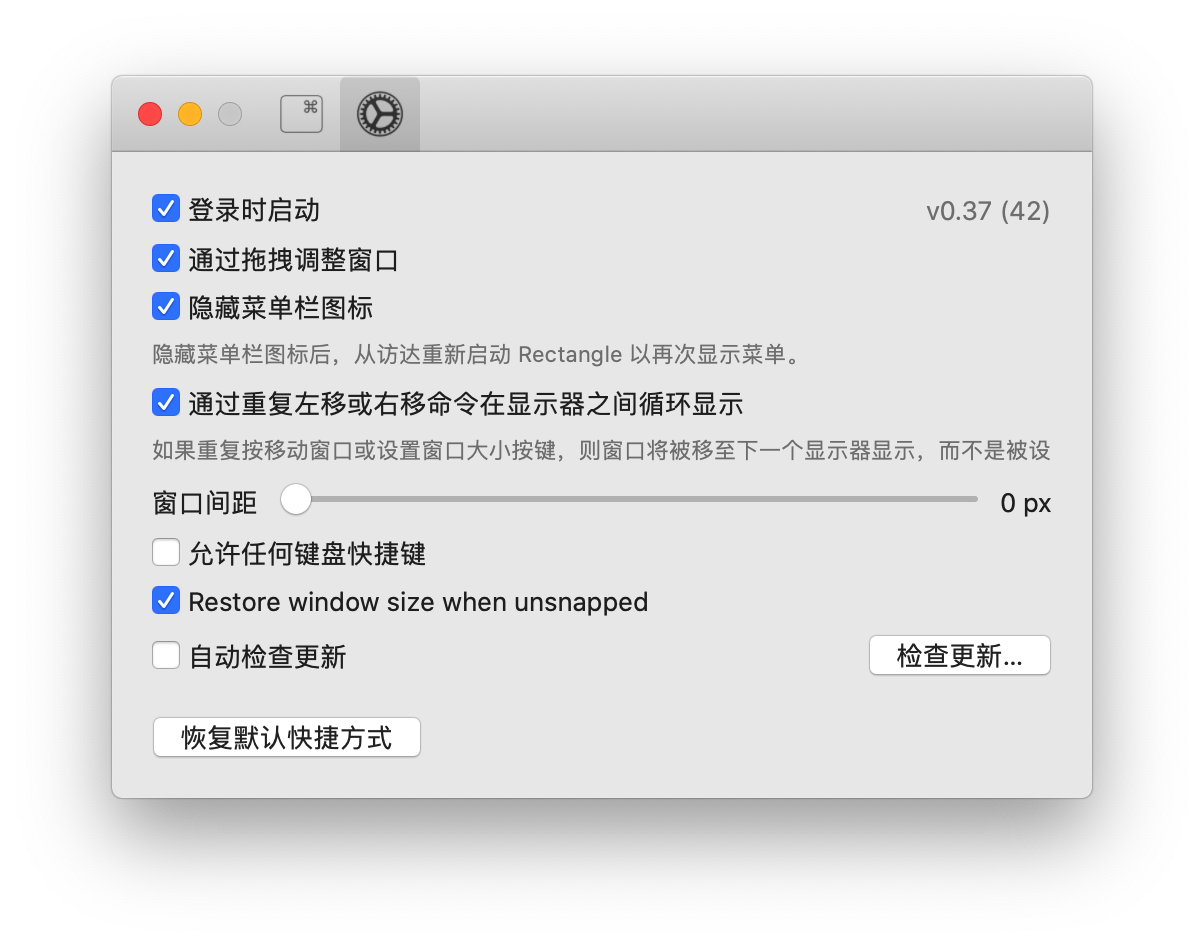 ⌘
登录时启动
v0.37 (42)
通过拖拽调整窗口
隐藏菜单栏图标
隐藏菜单栏图标后，从访达重新启动 Rectangle 以再次显示菜单。
通过重复左移或右移命令在显示器之间循环显示
如果重复按移动窗口或设置窗口大小按键，则窗口将被移至下一个显示器显示，而不是被设
窗口间距
0 px
允许任何键盘快捷键
Restore window size when unsnapped
自动检查更新
检查更新...
恢复默认快捷方式